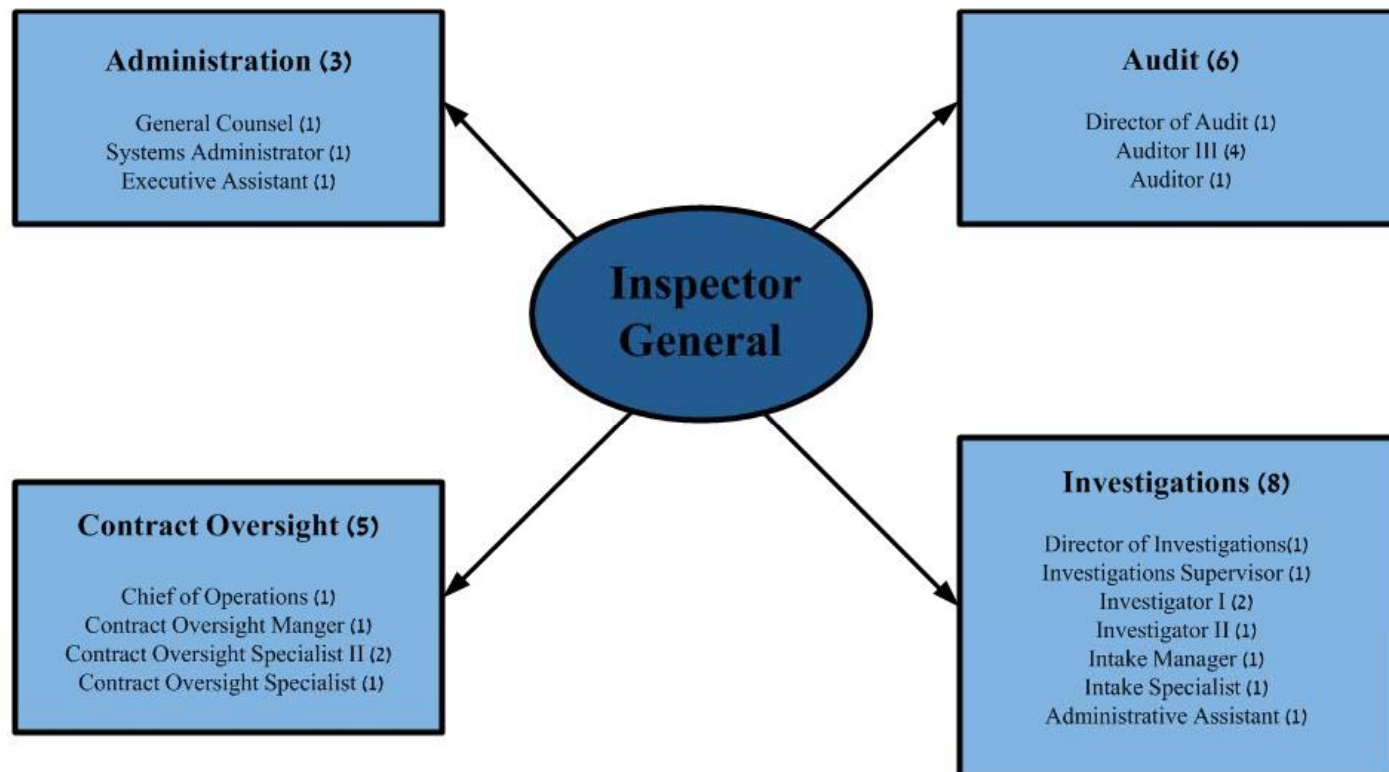 Administration (3)
General Counsel (1)
Systems Administrator (1)
Executive Assistant (1)
Audit (6)
Director of Audit (1)
Auditor III (4)
Auditor (1)
Inspector
General
Contract Oversight (5)
Chief of Operations (1)
Contract Oversight Manger (1)
Contract Oversight Specialist II (2)
Contract Oversight Specialist (1)
Investigations (8)
Director of Investigations(1)
Investigations Supervisor (1)
Investigator I (2)
Investigator II (1)
Intake Manager (1)
Intake Specialist (1)
Administrative Assistant (1)